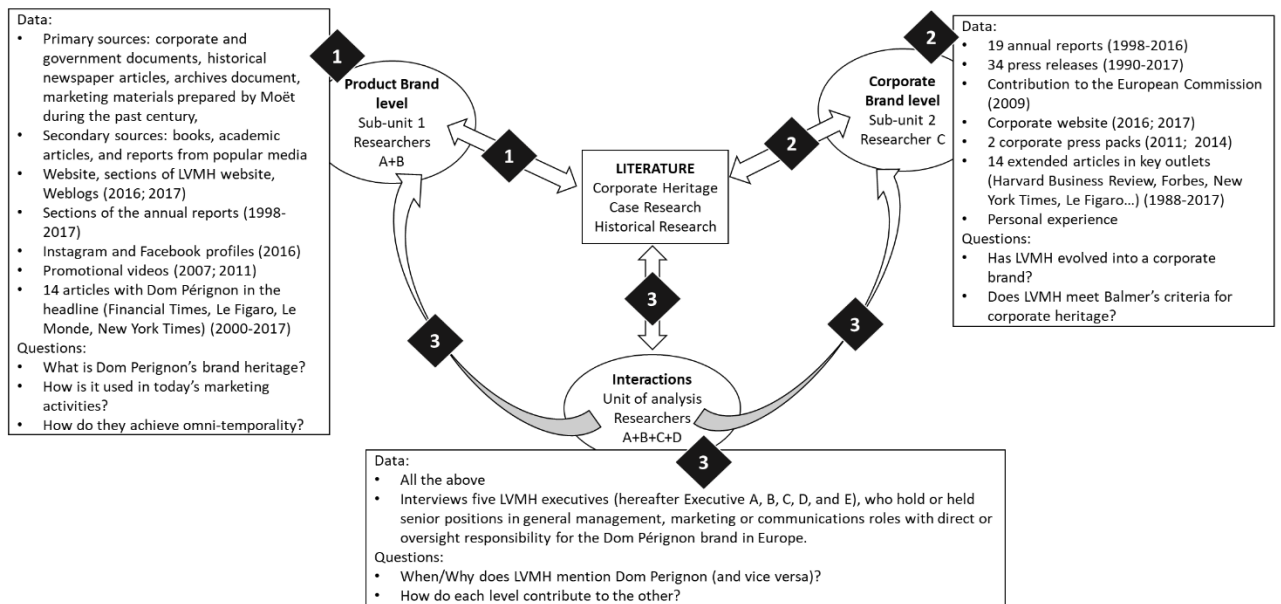 Data:
• Primary sources: corporate and
government documents, historical
newspaper articles, archives document,
marketing materials prepared by Moët
during the past century,
• Secondary sources: books, academic
articles, and reports from popular media
• Website, sections of LVMH website,
Weblogs (2016; 2017)
• Sections of the annual reports (1998-
2017)
• Instagram and Facebook profiles (2016)
• Promotional videos (2007; 2011)
• 14 articles with Dom Pérignon in the
headline (Financial Times, Le Figaro, Le
Monde, New York Times) (2000-2017)
Questions:
• What is Dom Perignon's brand heritage?
• How is it used in today's marketing
activities?
• How do they achieve omni-temporality?
1
Product Brand
level
Sub-unit 1
Researchers
A+B
1
LITERATURE
Corporate Heritage
Case Research
Historical Research
2
2
Corporate
Brand level
Sub-unit 2
Researcher C
Data:
• 19 annual reports (1998-2016)
• 34 press releases (1990-2017)
• Contribution to the European Commission
(2009)
• Corporate website (2016; 2017)
• 2 corporate press packs (2011; 2014)
• 14 extended articles in key outlets
(Harvard Business Review, Forbes, New
York Times, Le Figaro...) (1988-2017)
• Personal experience
Questions:
• Has LVMH evolved into a corporate
brand?
• Does LVMH meet Balmer's criteria for
corporate heritage?
3
3
3
Interactions
Unit of analysis
Researchers
A+B+C+D
3
Data:
• All the above
• Interviews five LVMH executives (hereafter Executive A, B, C, D, and E), who hold or held
senior positions in general management, marketing or communications roles with direct or
oversight responsibility for the Dom Pérignon brand in Europe.
Questions:
• When/Why does LVMH mention Dom Perignon (and vice versa)?
• How do each level contribute to the other?